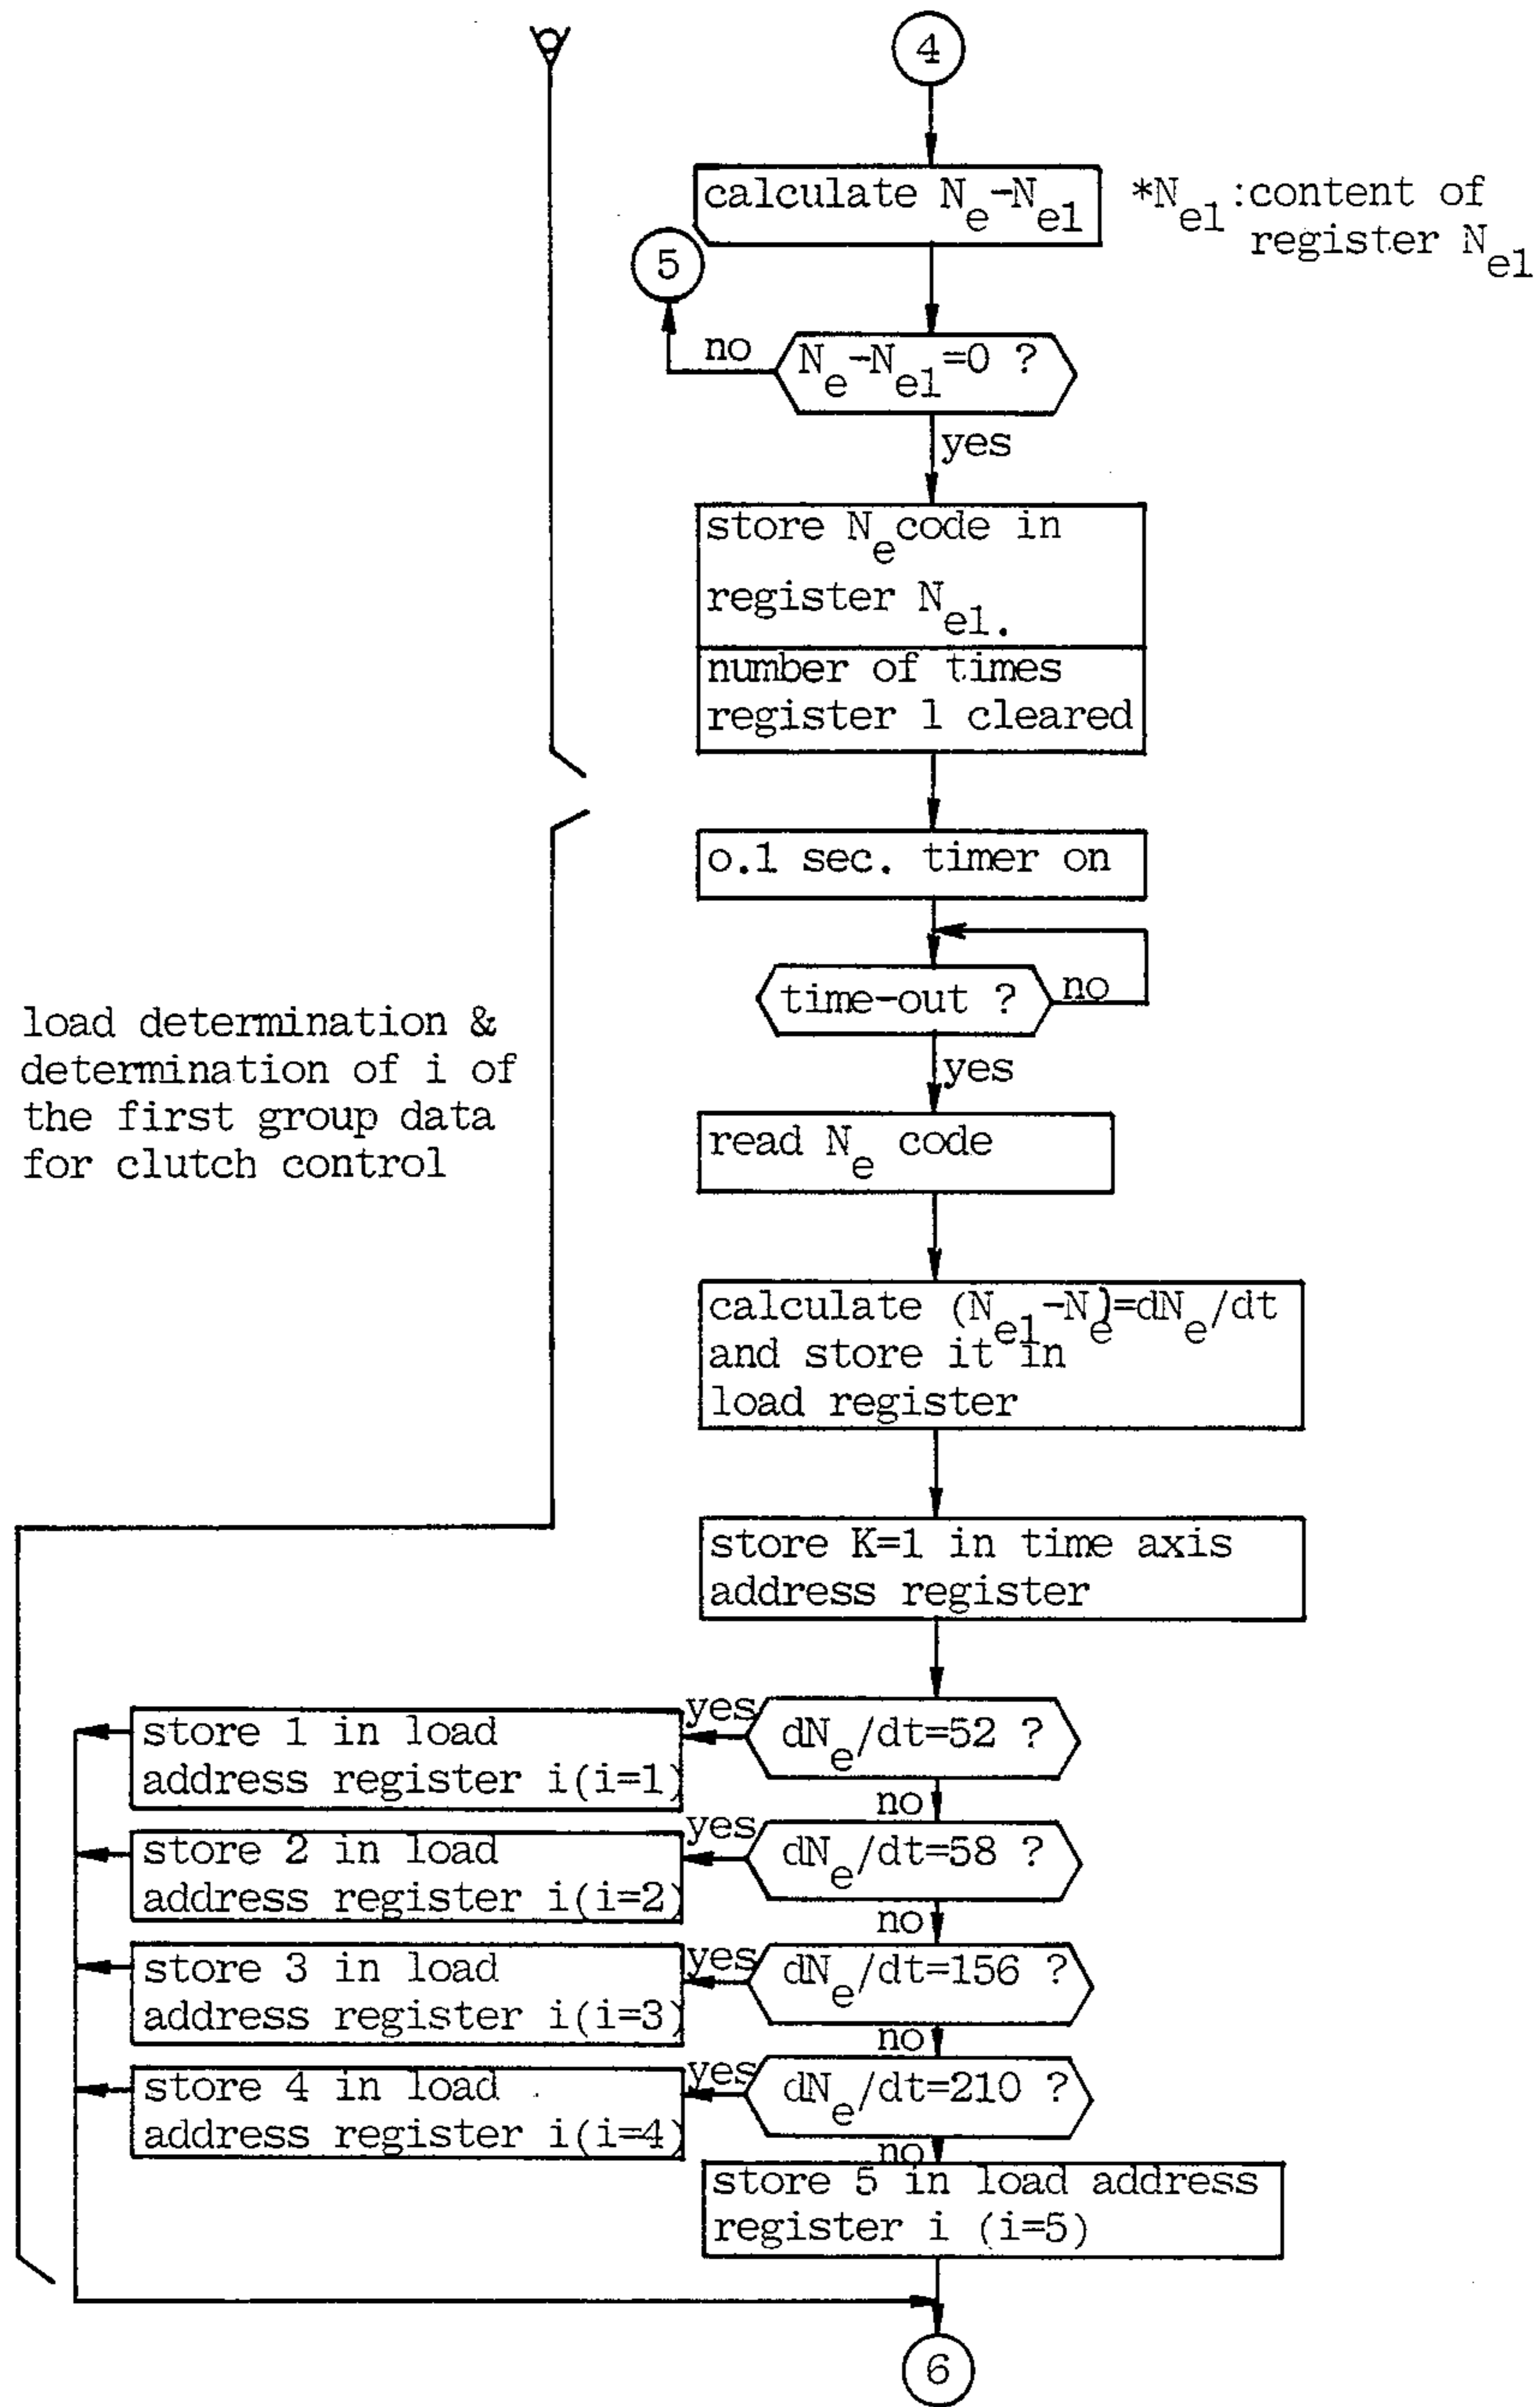 4
calculate Ne-Ne1
*Ne1:content of
register Ne1
5
no
Ne-Ne1=0 ?
yes
store Ne code in
register Ne1.
number of times
register 1 cleared
o.1 sec. timer on
time-out ?
no
yes
read Ne code
load determination &
determination of i of
the first group data
for clutch control
calculate (Ne1-Ne)=dNe/dt
and store it in
load register
store K=1 in time axis
address register
dNe/dt=52 ?
yes
store 1 in load
address register i(i=1)
no
dNe/dt=58 ?
yes
store 2 in load
address register i(i=2)
no
dNe/dt=156 ?
yes
store 3 in load
address register i(i=3)
no
dNe/dt=210 ?
yes
store 4 in load
address register i(i=4)
no
store 5 in load address
register i (i=5)
6